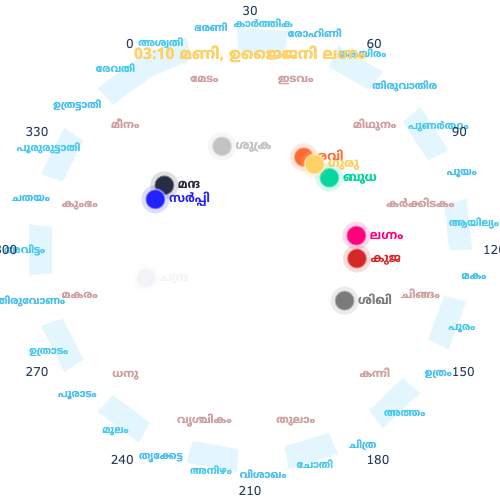 30
കാർത്തിക
ഭരണി
രോഹിണി
0
അശ്വതി
60
03:10 മണി, ഉജ്ജൈനി ലഗ്നം
രേവതി
മേടം
ഇടവം
തിരുവാതിര
ഉത്രട്ടാതി
മീനം
മിഥുനം
പുണർതം
330
90
പൂരുരുട്ടാതി
ശുക്ര
രവി
ഗുരു
പൂയം
മന്ദ
ബുധ
സർപ്പി
ചതയം
കുംഭം
കർക്കിടകം
ആയില്യം
ലഗ്നം
300
അവിട്ടം
120
കുജ
മകം
ചന്ദ്ര
തിരുവോണം
മകരം
ശിഖി
ചിങ്ങം
പൂരം
ഉത്രാടം
270
ധനു
കന്നി
ഉത്രം
150
പൂരാടം
അത്തം
മൂലം
വൃശ്ചികം
തുലാം
ചിത്ര
240
തൃക്കേട്ട
180
അനിഴം
വിശാഖം
ചോതി
210